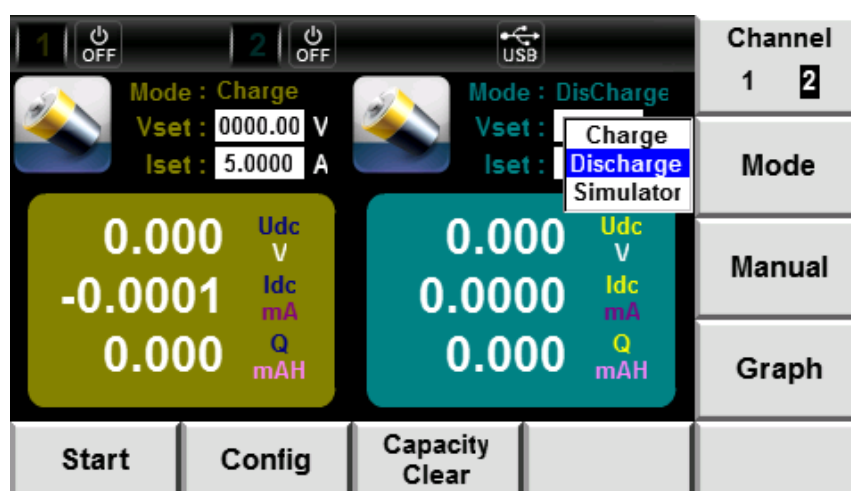 1 OFF 2 OFF USB
Channel
1 2
Mode : Charge
Vset : 0000.00 V
Iset : 5.0000 A
Mode : DisCharge
Vset :
Iset :
Charge
Discharge
Simulator
Mode
0.000 Udc V
-0.0001 Idc mA
0.000 Q mAH
0.000 Udc V
0.0000 Idc mA
0.000 Q mAH
Manual
Graph
Start
Config
Capacity
Clear